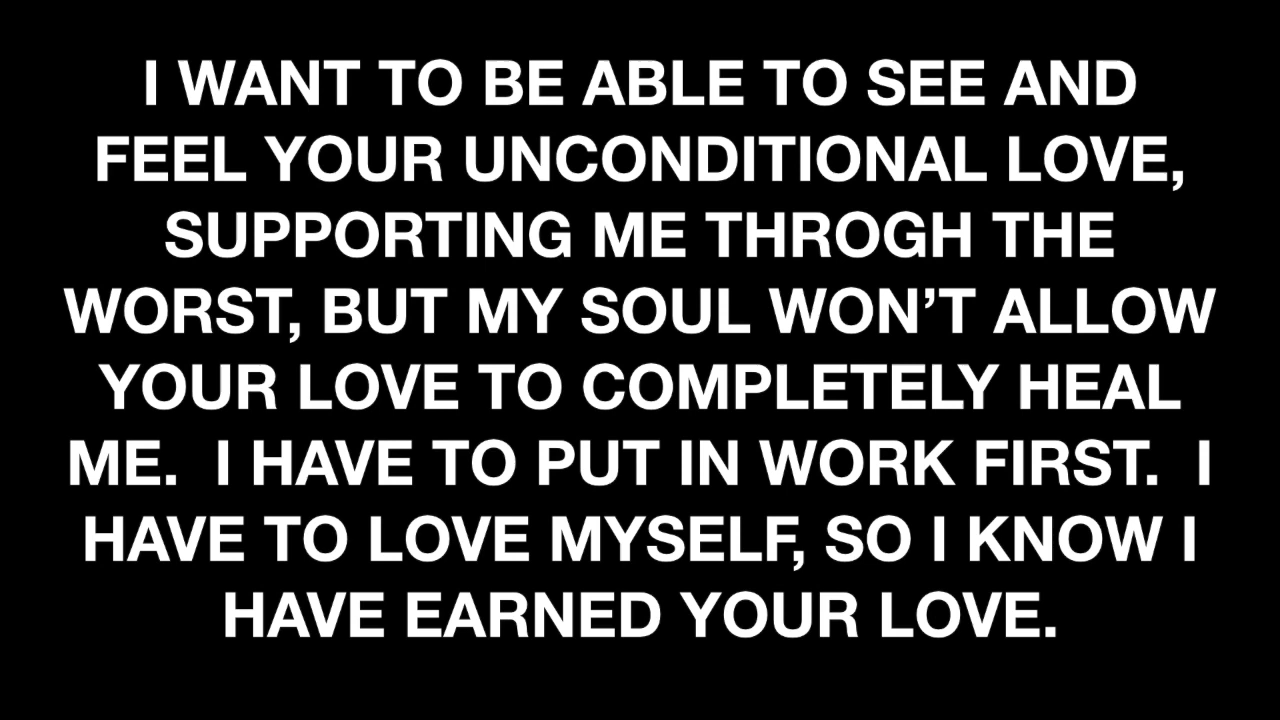 I WANT TO BE ABLE TO SEE AND
FEEL YOUR UNCONDITIONAL LOVE,
SUPPORTING ME THROGH THE
WORST, BUT MY SOUL WON’T ALLOW
YOUR LOVE TO COMPLETELY HEAL
ME.  I HAVE TO PUT IN WORK FIRST.  I
HAVE TO LOVE MYSELF, SO I KNOW I
HAVE EARNED YOUR LOVE.